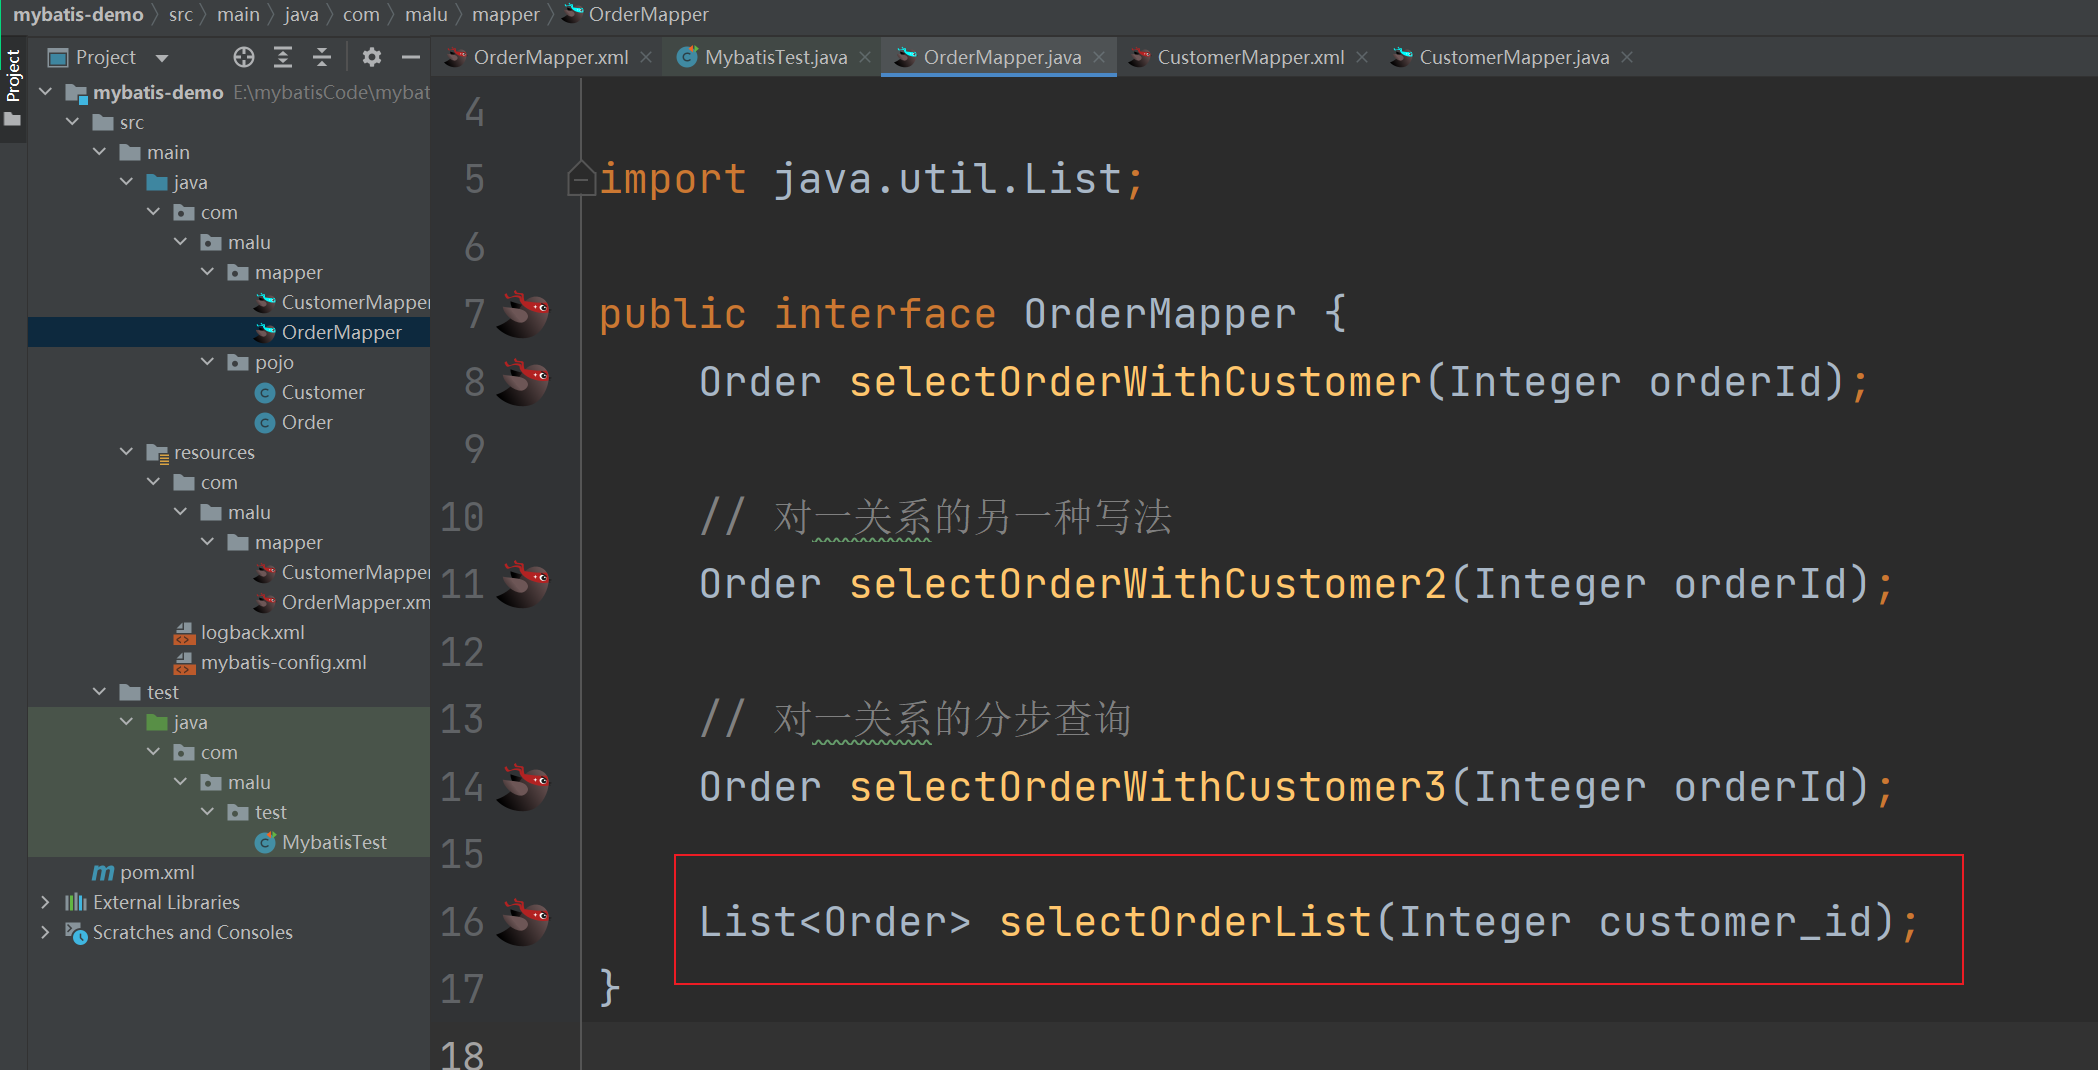 mybatis-demo src main java com malu mapper OrderMapper
Project
Project
OrderMapper.xml MybatisTest.java OrderMapper.java CustomerMapper.xml CustomerMapper.java
mybatis-demo E:\mybatisCode\mybat
src
main
java
com
malu
mapper
CustomerMapper
OrderMapper
pojo
Customer
Order
resources
com
malu
mapper
CustomerMapper
OrderMapper.xm
logback.xml
mybatis-config.xml
test
java
com
malu
test
MybatisTest
pom.xml
External Libraries
Scratches and Consoles
4
5 import java.util.List;
6
7 public interface OrderMapper {
8 Order selectOrderWithCustomer(Integer orderId);
9
10 // 对一关系的另一种写法
11 Order selectOrderWithCustomer2(Integer orderId);
12
13 // 对一关系的分步查询
14 Order selectOrderWithCustomer3(Integer orderId);
15
16 List<Order> selectOrderList(Integer customer_id);
17 }
18